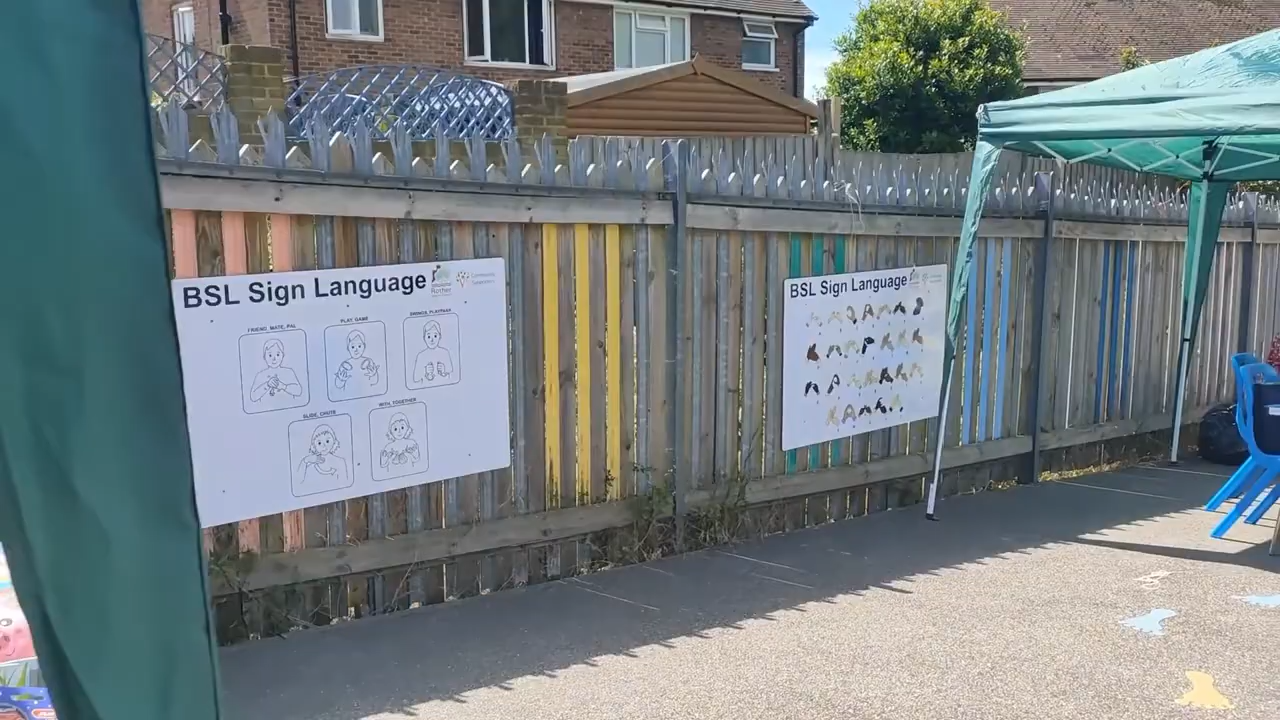 BSL Sign Language
FRIEND, MATE, PAL
PLAY, GAME
SLIDE, CHUTE
WITH, TOGETHER
BSL Sign Language